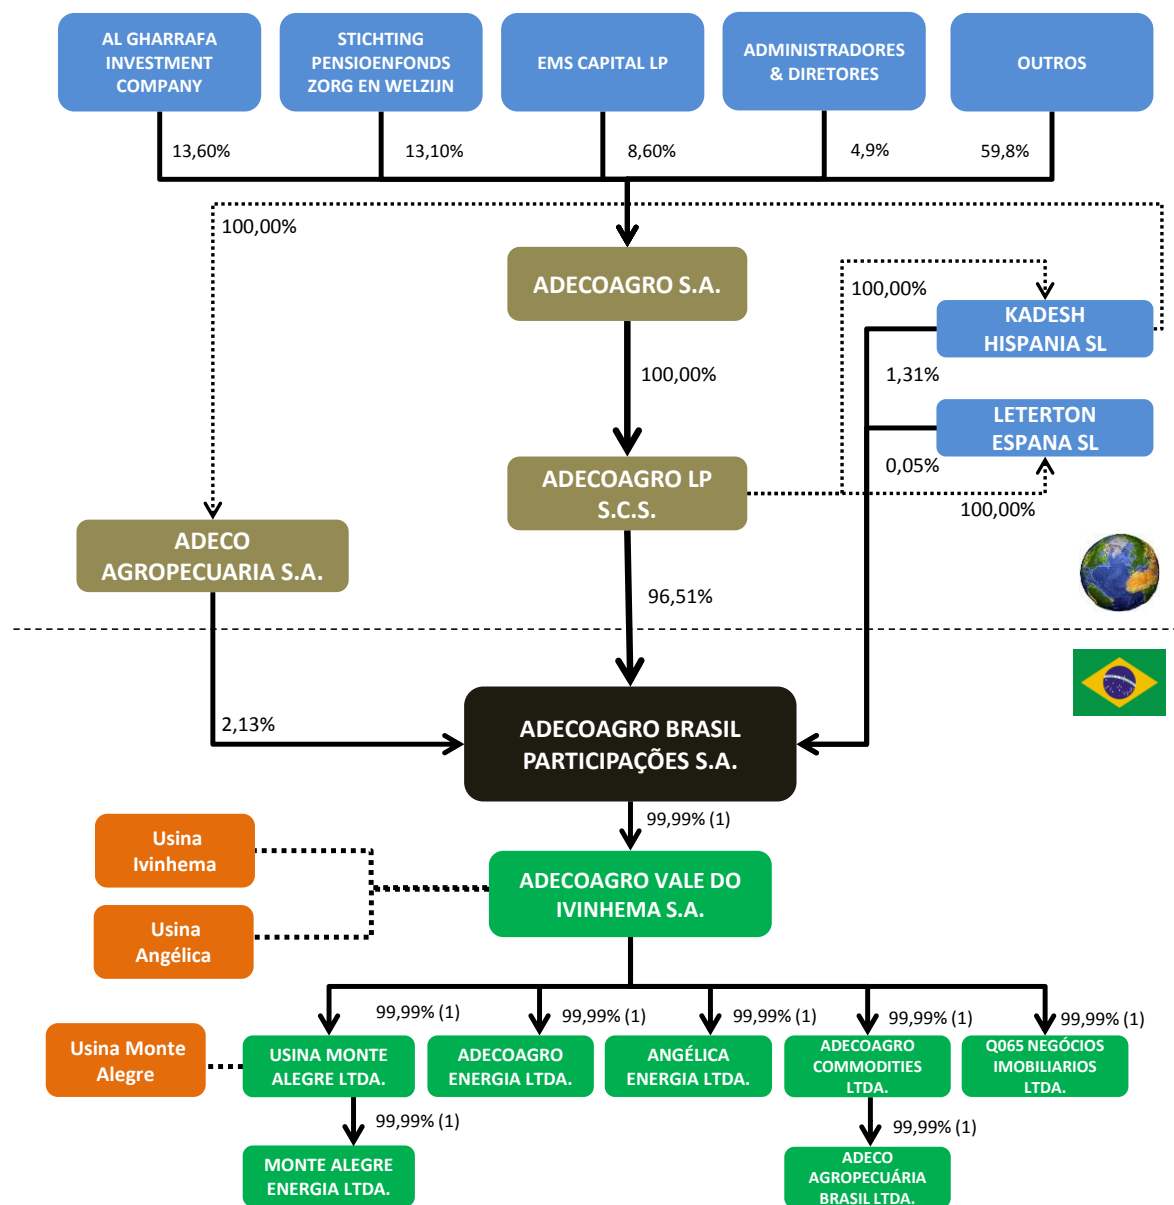 AL GHARRAFA
INVESTMENT
COMPANY
STICHTING
PENSIOENFONDS
ZORG EN WELZIJN
EMS CAPITAL LP
ADMINISTRADORES
& DIRETORES
OUTROS
13,60%
13,10%
8,60%
4,9%
59,8%
100,00%
ADECOAGRO S.A.
100,00%
KADESH
HISPANIA SL
100,00%
1,31%
LETERTON
ESPANA SL
0,05%
ADECOAGRO LP
S.C.S.
100,00%
ADECO
AGROPECUARIA S.A.
96,51%
2,13%
ADECOAGRO BRASIL
PARTICIPAÇÕES S.A.
99,99% (1)
Usina
Ivinhema
ADECOAGRO VALE DO
IVINHEMA S.A.
Usina
Angélica
99,99% (1)
99,99% (1)
99,99% (1)
99,99% (1)
99,99% (1)
Usina Monte
Alegre
USINA MONTE
ALEGRE LTDA.
ADECOAGRO
ENERGIA LTDA.
ANGÉLICA
ENERGIA LTDA.
ADECOAGRO
COMMODITIES
LTDA.
Q065 NEGÓCIOS
IMOBILIARIOS
LTDA.
99,99% (1)
99,99% (1)
MONTE ALEGRE
ENERGIA LTDA.
ADECO
AGROPECUÁRIA
BRASIL LTDA.